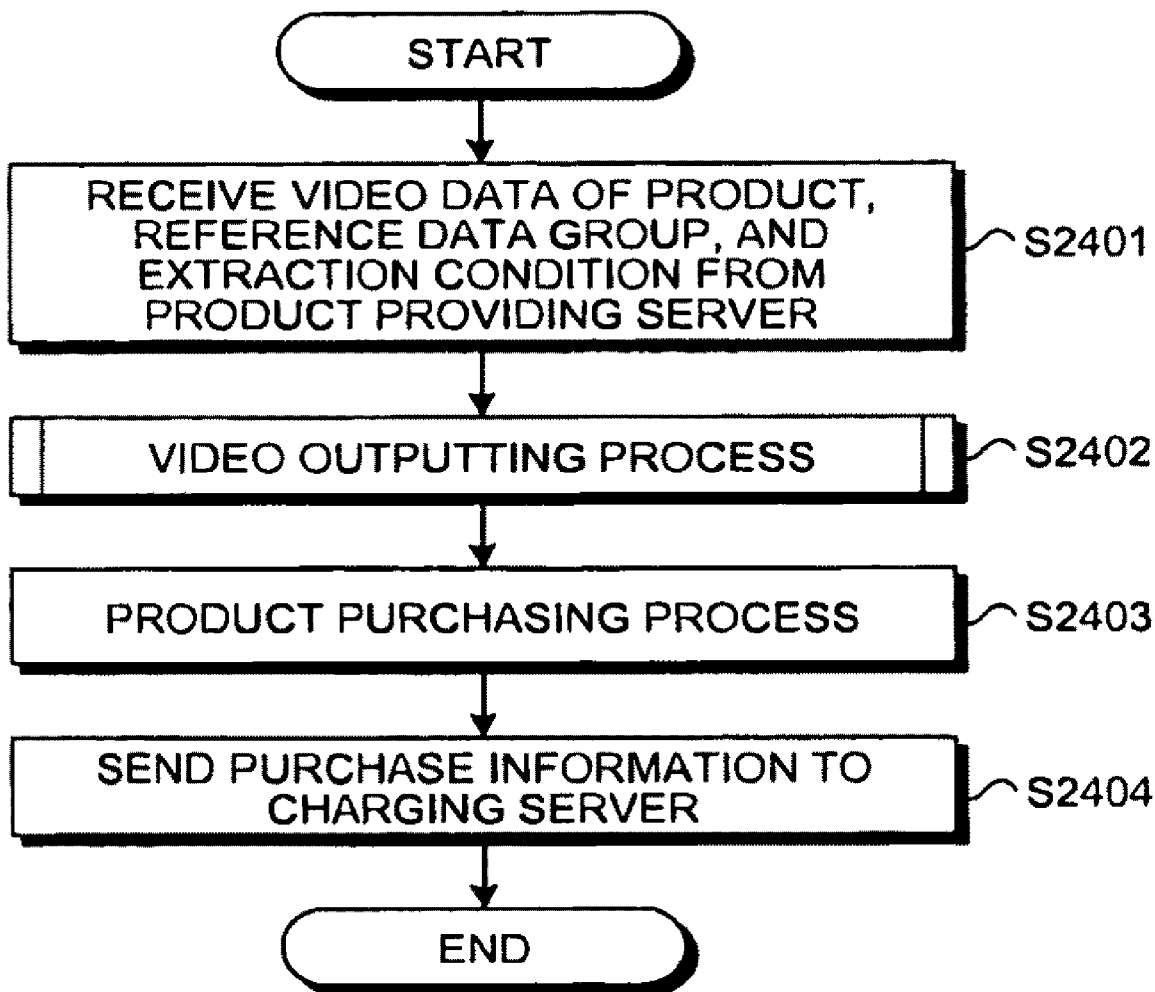 START
RECEIVE VIDEO DATA OF PRODUCT,
REFERENCE DATA GROUP, AND
EXTRACTION CONDITION FROM
PRODUCT PROVIDING SERVER
S2401
VIDEO OUTPUTTING PROCESS
S2402
PRODUCT PURCHASING PROCESS
S2403
SEND PURCHASE INFORMATION TO
CHARGING SERVER
S2404
END